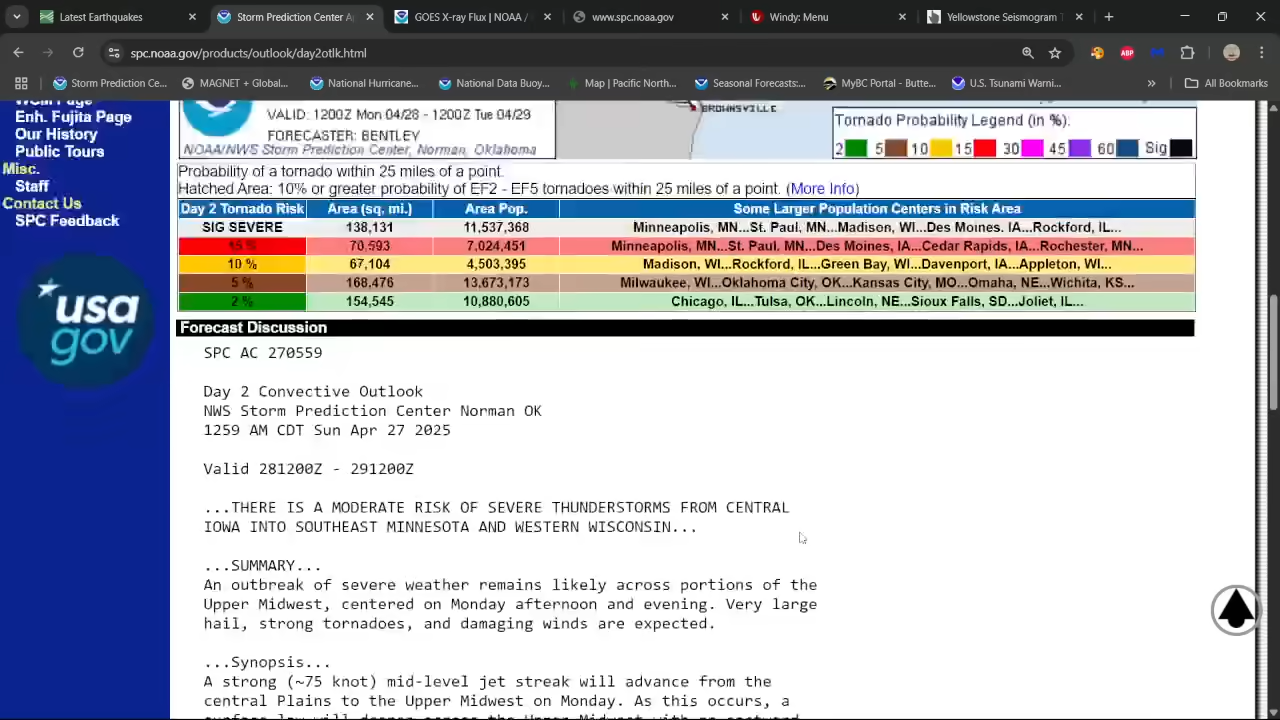 Latest Earthquakes
Storm Prediction Center A
GOES X-ray Flux | NOAA /
www.spc.noaa.gov
Windy: Menu
Yellowstone Seismogram
spc.noaa.gov/products/outlook/day2otlk.html
ABP
Storm Prediction Ce...
MAGNET + Global...
National Hurricane...
National Data Buoy...
Map | Pacific North...
Seasonal Forecasts:...
MyBC Portal - Butte...
U.S. Tsunami Warni...
All Bookmarks
WCM Page
Enh. Fujita Page
Our History
Public Tours
Misc.
Staff
Contact Us
SPC Feedback
usa
gov
VALID: 1200Z Mon 04/28 - 1200Z Tue 04/29
FORECASTER: BENTLEY
NOAA/NWS Storm Prediction Center, Norman, Oklahoma
BROWNSVILLE
Tornado Probability Legend (in %):
2 5 10 15 30 45 60 Sig
Probability of a tornado within 25 miles of a point.
Hatched Area: 10% or greater probability of EF2 - EF5 tornadoes within 25 miles of a point. (More Info)
Day 2 Tornado Risk Area (sq. mi.) Area Pop. Some Larger Population Centers in Risk Area
SIG SEVERE 138,131 11,537,368 Minneapolis, MN...St. Paul, MN...Madison, WI...Des Moines, IA...Rockford, IL...
15 % 70,593 7,024,451 Minneapolis, MN...St. Paul, MN...Des Moines, IA...Cedar Rapids, IA...Rochester, MN...
10 % 67,104 4,503,395 Madison, WI...Rockford, IL...Green Bay, WI...Davenport, IA...Appleton, WI...
5 % 168,476 13,673,173 Milwaukee, WI...Oklahoma City, OK...Kansas City, MO...Omaha, NE...Wichita, KS...
2 % 154,545 10,880,605 Chicago, IL...Tulsa, OK...Lincoln, NE...Sioux Falls, SD...Joliet, IL...
Forecast Discussion
SPC AC 270559
Day 2 Convective Outlook
NWS Storm Prediction Center Norman OK
1259 AM CDT Sun Apr 27 2025
Valid 281200Z - 291200Z
...THERE IS A MODERATE RISK OF SEVERE THUNDERSTORMS FROM CENTRAL
IOWA INTO SOUTHEAST MINNESOTA AND WESTERN WISCONSIN...
...SUMMARY...
An outbreak of severe weather remains likely across portions of the
Upper Midwest, centered on Monday afternoon and evening. Very large
hail, strong tornadoes, and damaging winds are expected.
...Synopsis...
A strong (~75 knot) mid-level jet streak will advance from the
central Plains to the Upper Midwest on Monday. As this occurs, a